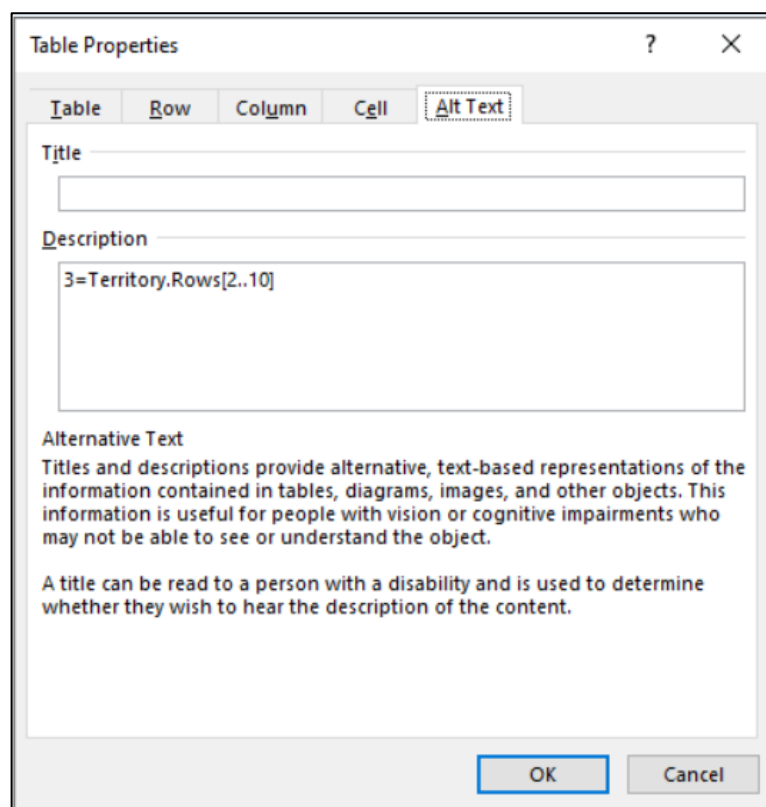 Table Properties
?
Table Row Column Cell Alt Text
Title
Description
3=Territory.Rows[2..10]
Alternative Text
Titles and descriptions provide alternative, text-based representations of the
information contained in tables, diagrams, images, and other objects. This
information is useful for people with vision or cognitive impairments who
may not be able to see or understand the object.
A title can be read to a person with a disability and is used to determine
whether they wish to hear the description of the content.
OK Cancel